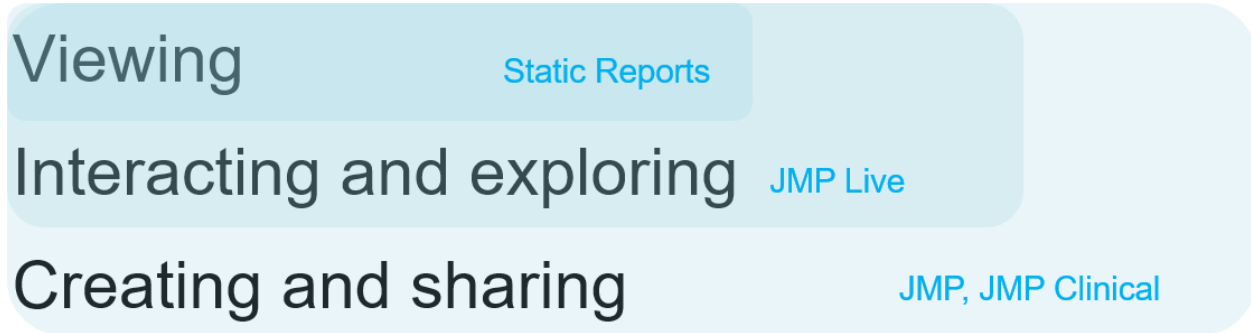 Viewing Static Reports
Interacting and exploring JMP Live
Creating and sharing JMP, JMP Clinical